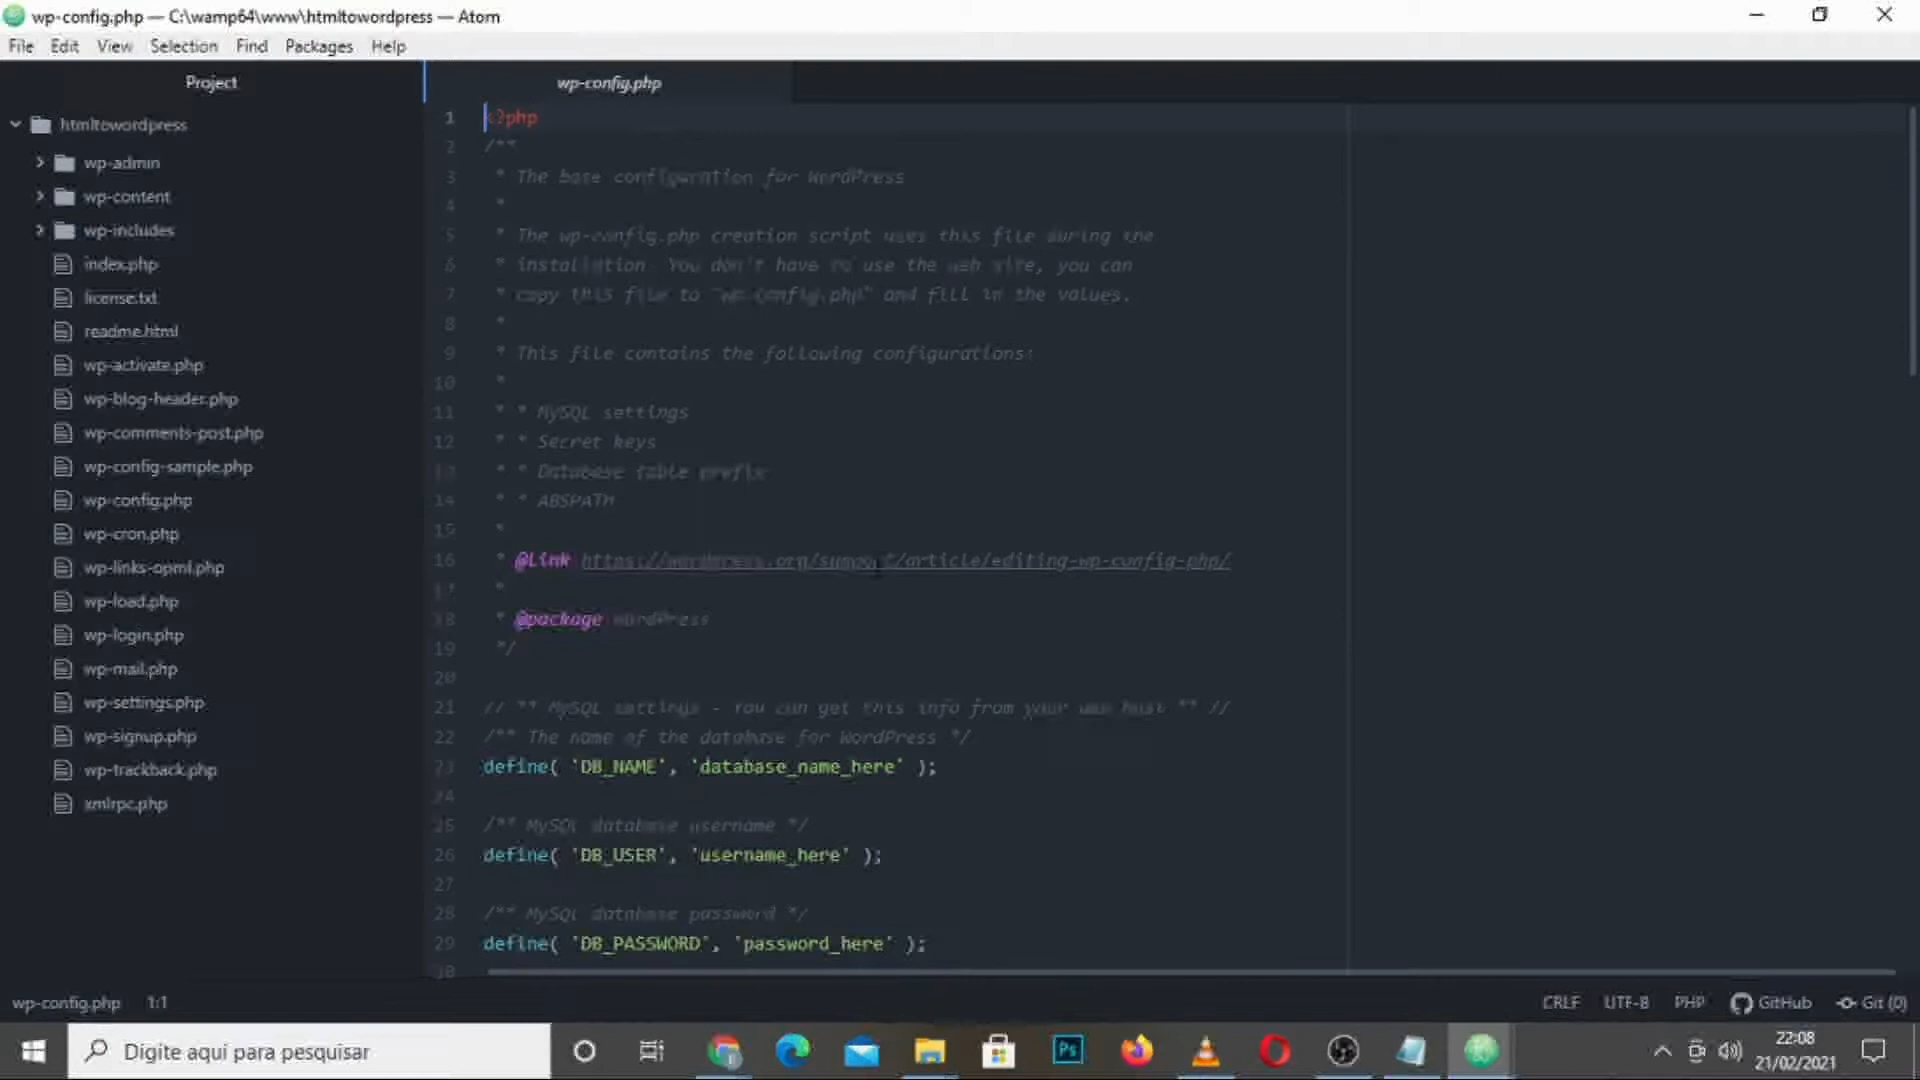 wp-config.php — C:\wamp64\www\htmltowordpress — Atom
File Edit View Selection Find Packages Help
Project
wp-config.php
htmltowordpress
wp-admin
wp-content
wp-includes
index.php
license.txt
readme.html
wp-activate.php
wp-blog-header.php
wp-comments-post.php
wp-config-sample.php
wp-config.php
wp-cron.php
wp-links-opml.php
wp-load.php
wp-login.php
wp-mail.php
wp-settings.php
wp-signup.php
wp-trackback.php
xmlrpc.php
1 <?php
2 /**
3 * The base configuration for WordPress
4 *
5 * The wp-config.php creation script uses this file during the
6 * installation. You don't have to use the web site, you can
7 * copy this file to "wp-config.php" and fill in the values.
8 *
9 * This file contains the following configurations:
10 *
11 * * MySQL settings
12 * * Secret keys
13 * * Database table prefix
14 * * ABSPATH
15 *
16 * @link https://wordpress.org/support/article/editing-wp-config-php/
17 *
18 * @package WordPress
19 */
20
21 // ** MySQL settings - You can get this info from your web host ** //
22 /** The name of the database for WordPress */
23 define( 'DB_NAME', 'database_name_here' );
24
25 /** MySQL database username */
26 define( 'DB_USER', 'username_here' );
27
28 /** MySQL database password */
29 define( 'DB_PASSWORD', 'password_here' );
30
wp-config.php 1:1 CRLF UTF-8 PHP GitHub Git (0)
Digite aqui para pesquisar
Ps
22:08
21/02/2021